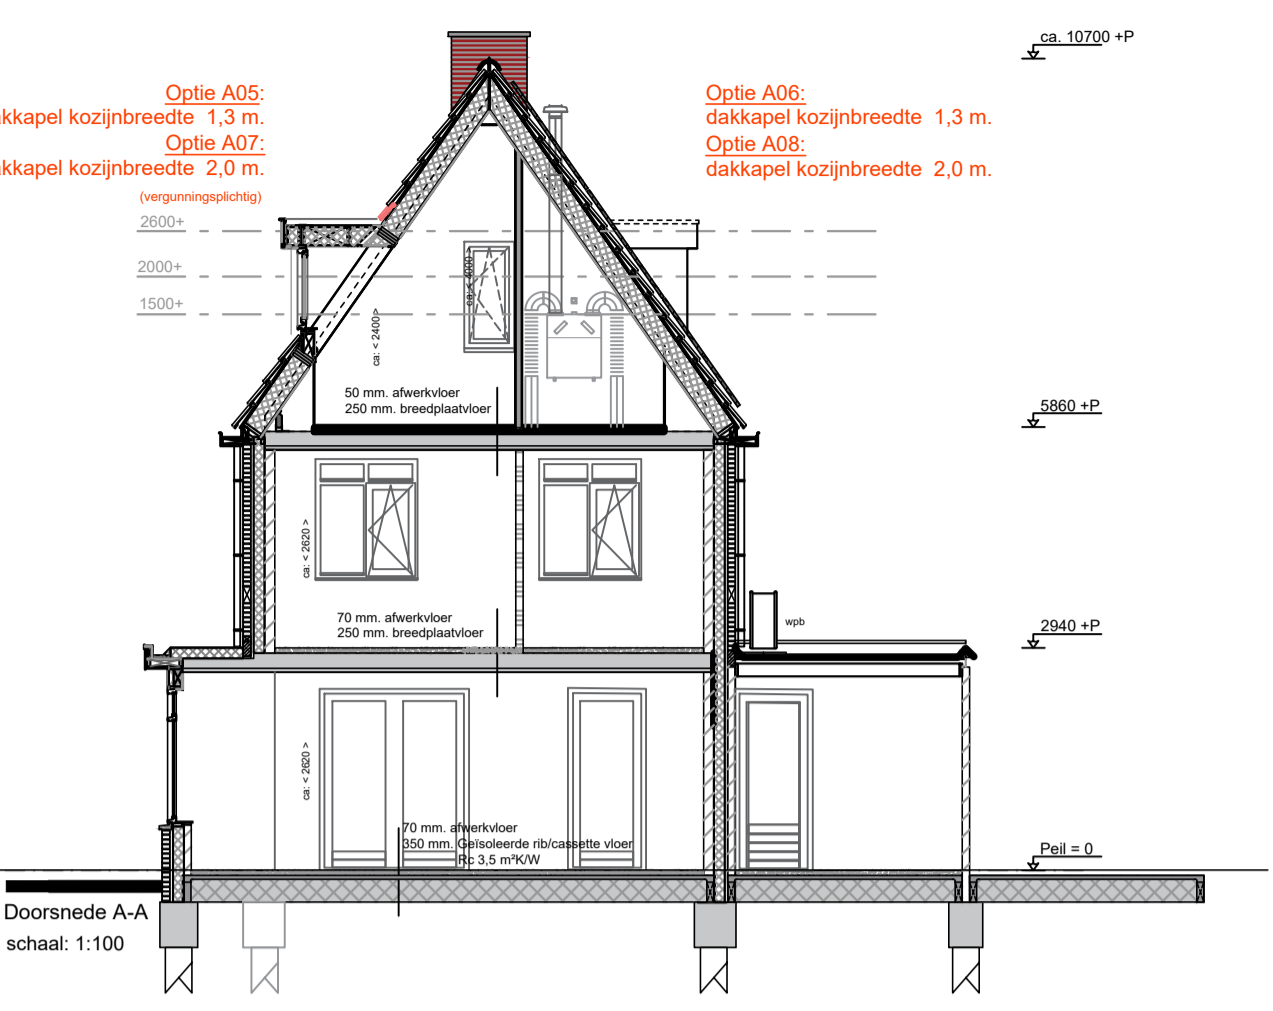 ca. 10700 +P
Optie A05:
akkapel kozijnbreedte 1,3 m.
Optie A07:
akkapel kozijnbreedte 2,0 m.
(vergunningsplichtig)
Optie A06:
dakkapel kozijnbreedte 1,3 m.
Optie A08:
dakkapel kozijnbreedte 2,0 m.
2600+
2000+
1500+
ca: < 4000>
ca: < 2400>
50 mm. afwerkvloer
250 mm. breedplaatvloer
5860 +P
ca: < 2620 >
70 mm. afwerkvloer
250 mm. breedplaatvloer
wpb
2940 +P
ca: < 2620 >
70 mm. afwerkvloer
350 mm. Geïsoleerde rib/cassette vloer
Rc 3,5 m²K/W
Peil = 0
Doorsnede A-A
schaal: 1:100